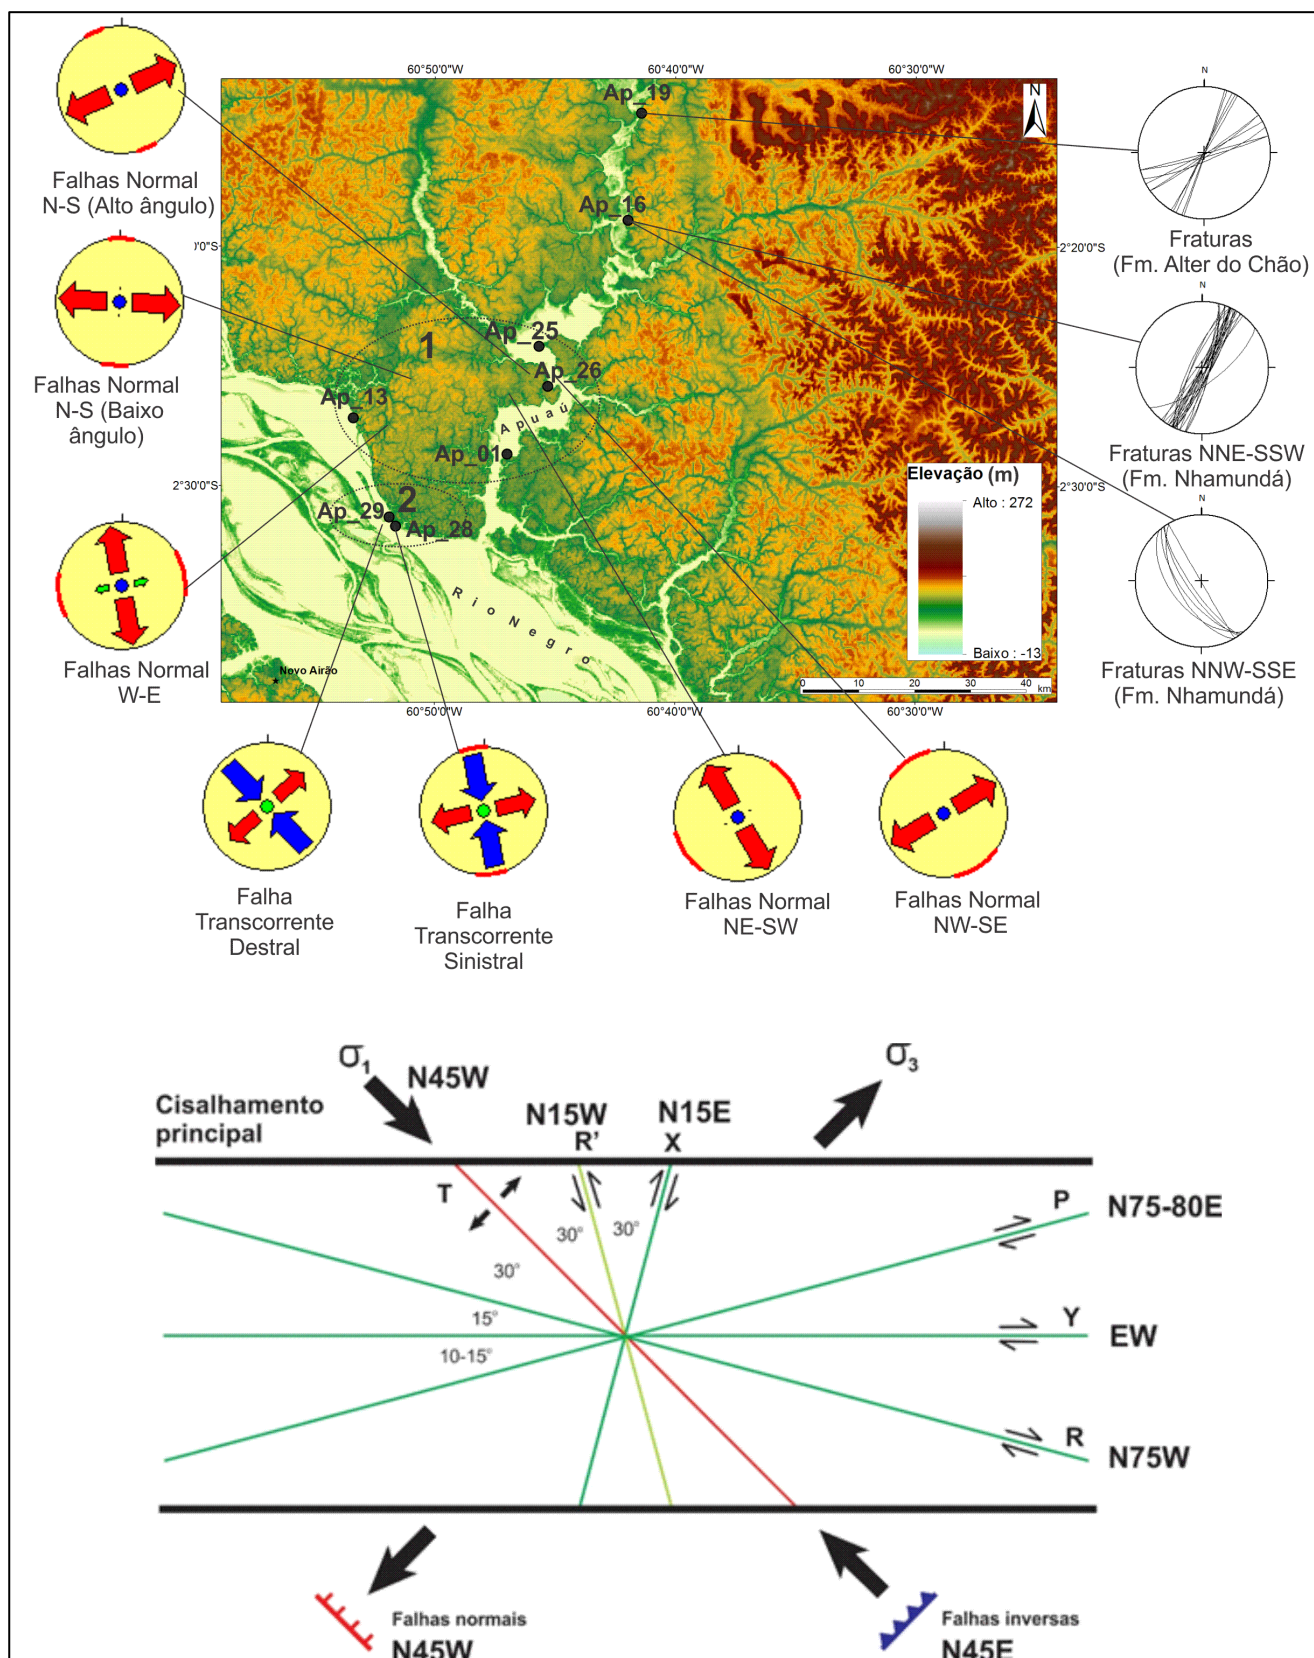 60°50'0"W
60°40'0"W
60°30'0"W
N
N
Ap_19
Falhas Normal
N-S (Alto ângulo)
Ap_16
Fraturas
(Fm. Alter do Chão)
'0"S
2°20'0"S
N
Falhas Normal
N-S (Baixo
ângulo)
1
Ap_25
Ap_26
Ap_13
Apuaú
Ap_01
Fraturas NNE-SSW
(Fm. Nhamundá)
N
Elevação (m)
Alto : 272
Baixo : -13
2°30'0"S
2°30'0"S
2
Ap_29
Ap_28
Rio Negro
Novo Airão
Falhas Normal
W-E
Fraturas NNW-SSE
(Fm. Nhamundá)
0 10 20 30 40
km
60°50'0"W
60°40'0"W
60°30'0"W
Falha
Transcorrente
Destral
Falha
Transcorrente
Sinistral
Falhas Normal
NE-SW
Falhas Normal
NW-SE
σ1
N45W
σ3
Cisalhamento
principal
N15W
R'
N15E
X
T
P
N75-80E
30°
30°
30°
15°
10-15°
Y
EW
R
N75W
Falhas normais
N45W
Falhas inversas
N45E